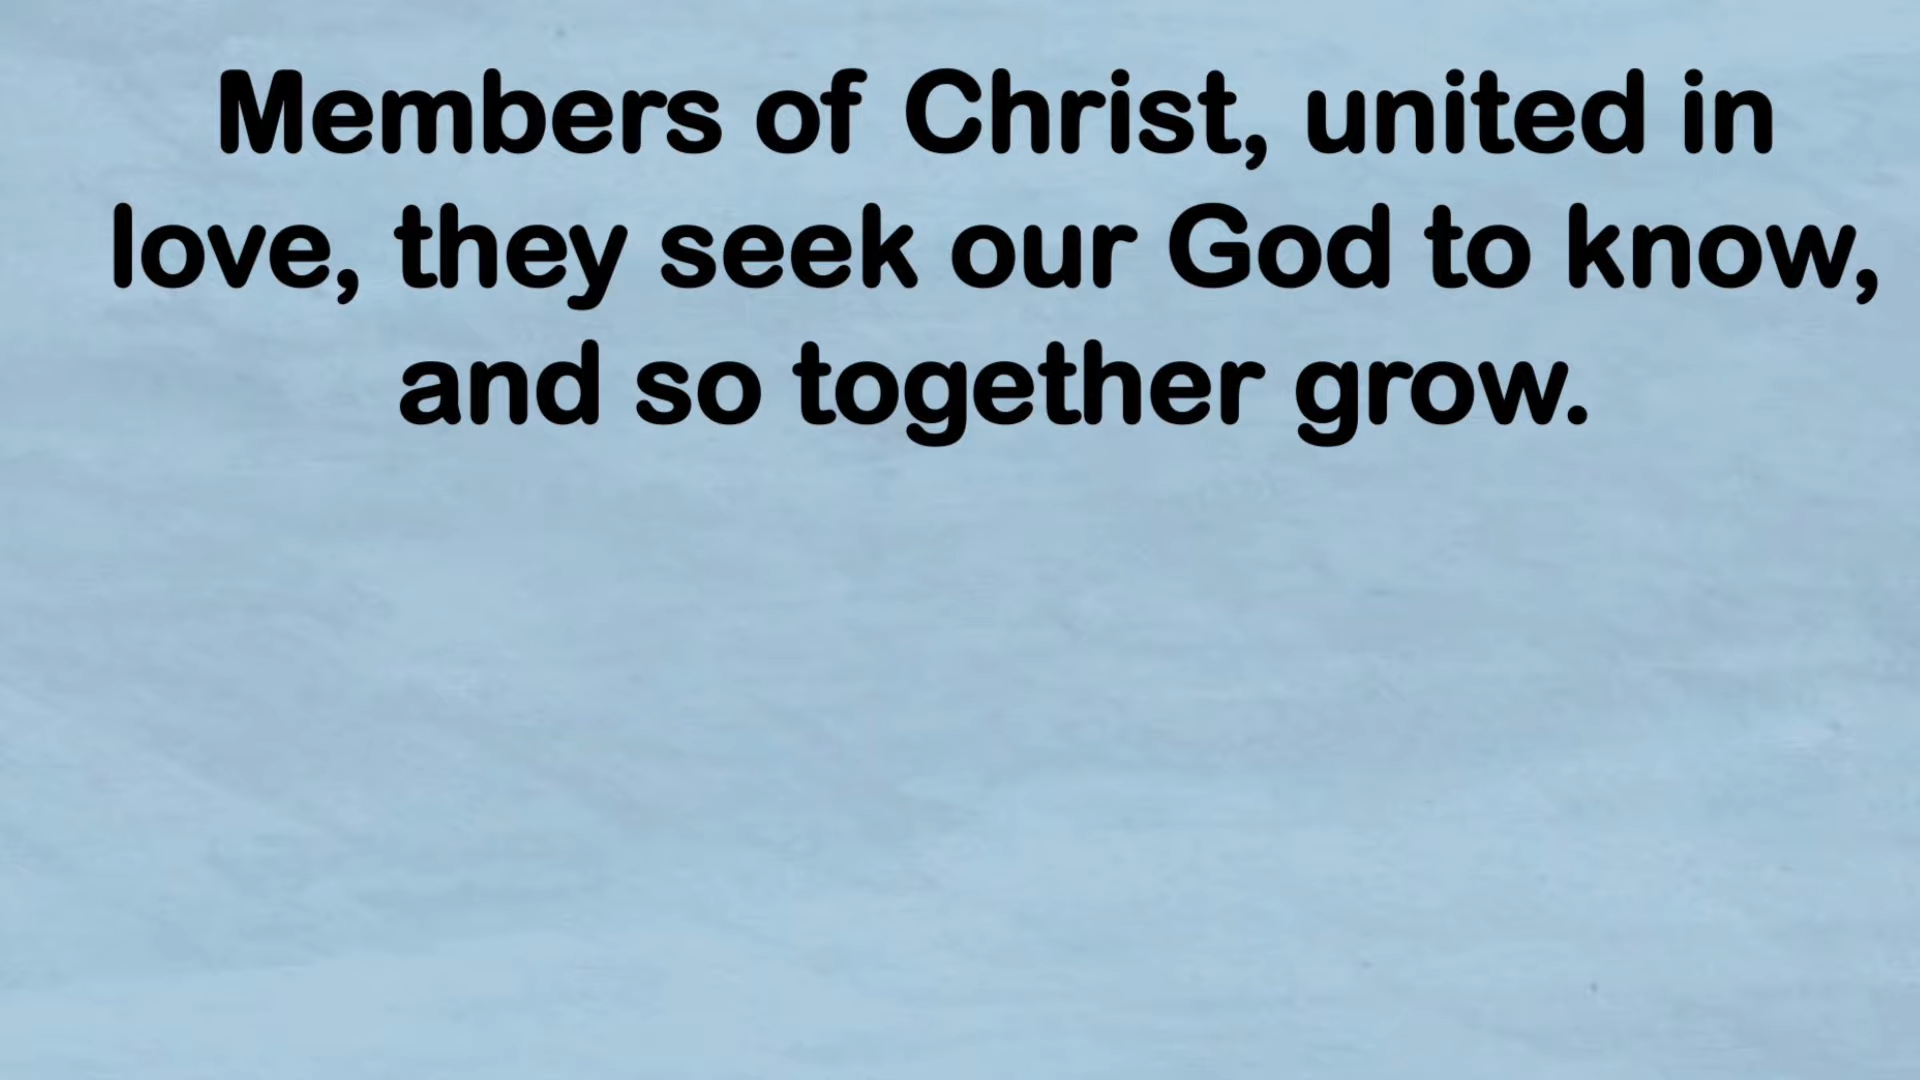 Members of Christ, united in
love, they seek our God to know,
and so together grow.